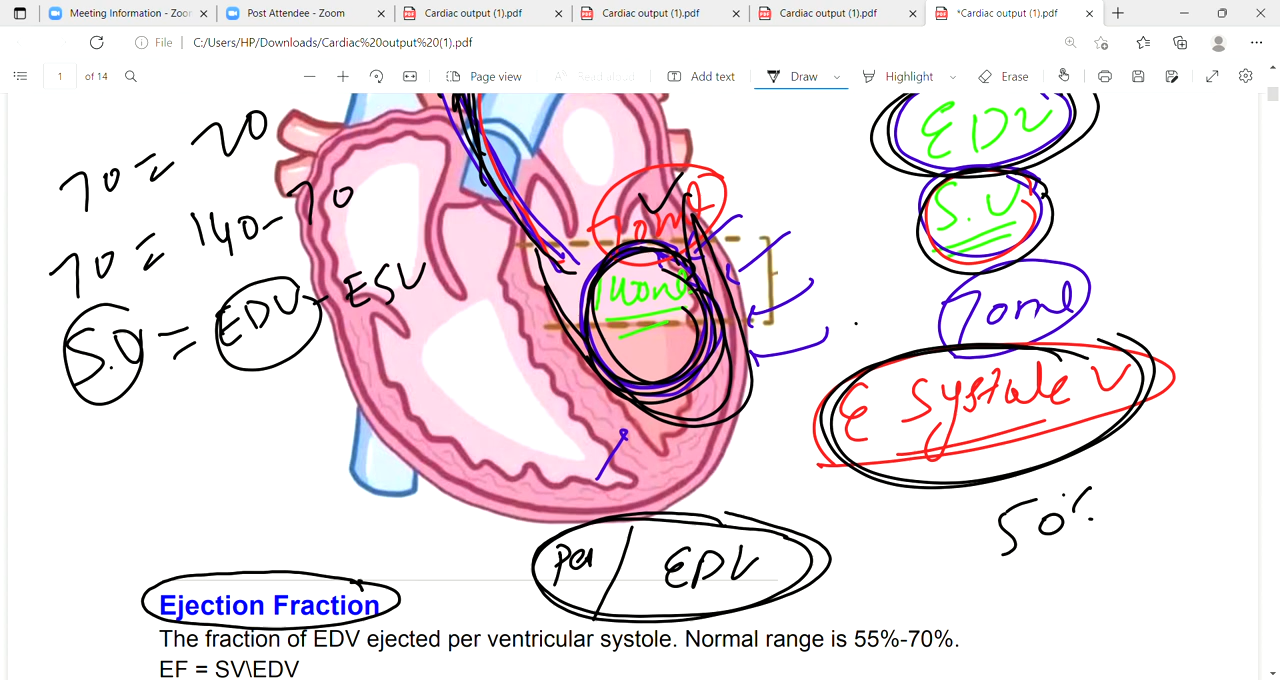 Meeting Information - Zoor
Post Attendee - Zoom
Cardiac output (1).pdf
Cardiac output (1).pdf
Cardiac output (1).pdf
*Cardiac output (1).pdf
File
C:/Users/HP/Downloads/Cardiac%20output%20(1).pdf
1 of 14
Page view
Read aloud
Add text
Draw
Highlight
Erase
70 = 70
70 = 140 - 70
S.V = EDV - ESV
70ml
140ml
EDV
S.V
70ml
E Systole V
50%
Per / EDV
Ejection Fraction
The fraction of EDV ejected per ventricular systole. Normal range is 55%-70%.
EF = SV\EDV